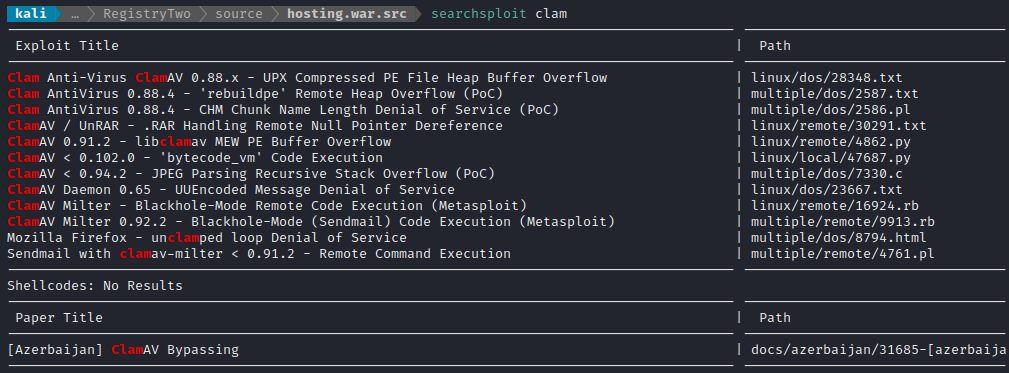 kali … RegistryTwo source hosting.war.src searchsploit clam
Exploit Title | Path
Clam Anti-Virus ClamAV 0.88.x - UPX Compressed PE File Heap Buffer Overflow | linux/dos/28348.txt
Clam AntiVirus 0.88.4 - 'rebuildpe' Remote Heap Overflow (PoC) | multiple/dos/2587.txt
Clam AntiVirus 0.88.4 - CHM Chunk Name Length Denial of Service (PoC) | multiple/dos/2586.pl
ClamAV / UnRAR - .RAR Handling Remote Null Pointer Dereference | linux/remote/30291.txt
ClamAV 0.91.2 - libclamav MEW PE Buffer Overflow | linux/remote/4862.py
ClamAV < 0.102.0 - 'bytecode_vm' Code Execution | linux/local/47687.py
ClamAV < 0.94.2 - JPEG Parsing Recursive Stack Overflow (PoC) | multiple/dos/7330.c
ClamAV Daemon 0.65 - UUEncoded Message Denial of Service | linux/dos/23667.txt
ClamAV Milter - Blackhole-Mode Remote Code Execution (Metasploit) | linux/remote/16924.rb
ClamAV Milter 0.92.2 - Blackhole-Mode (Sendmail) Code Execution (Metasploit) | multiple/remote/9913.rb
Mozilla Firefox - unclamped loop Denial of Service | multiple/dos/8794.html
Sendmail with clamav-milter < 0.91.2 - Remote Command Execution | multiple/remote/4761.pl
Shellcodes: No Results
Paper Title | Path
[Azerbaijan] ClamAV Bypassing | docs/azerbaijan/31685-[azerbaija